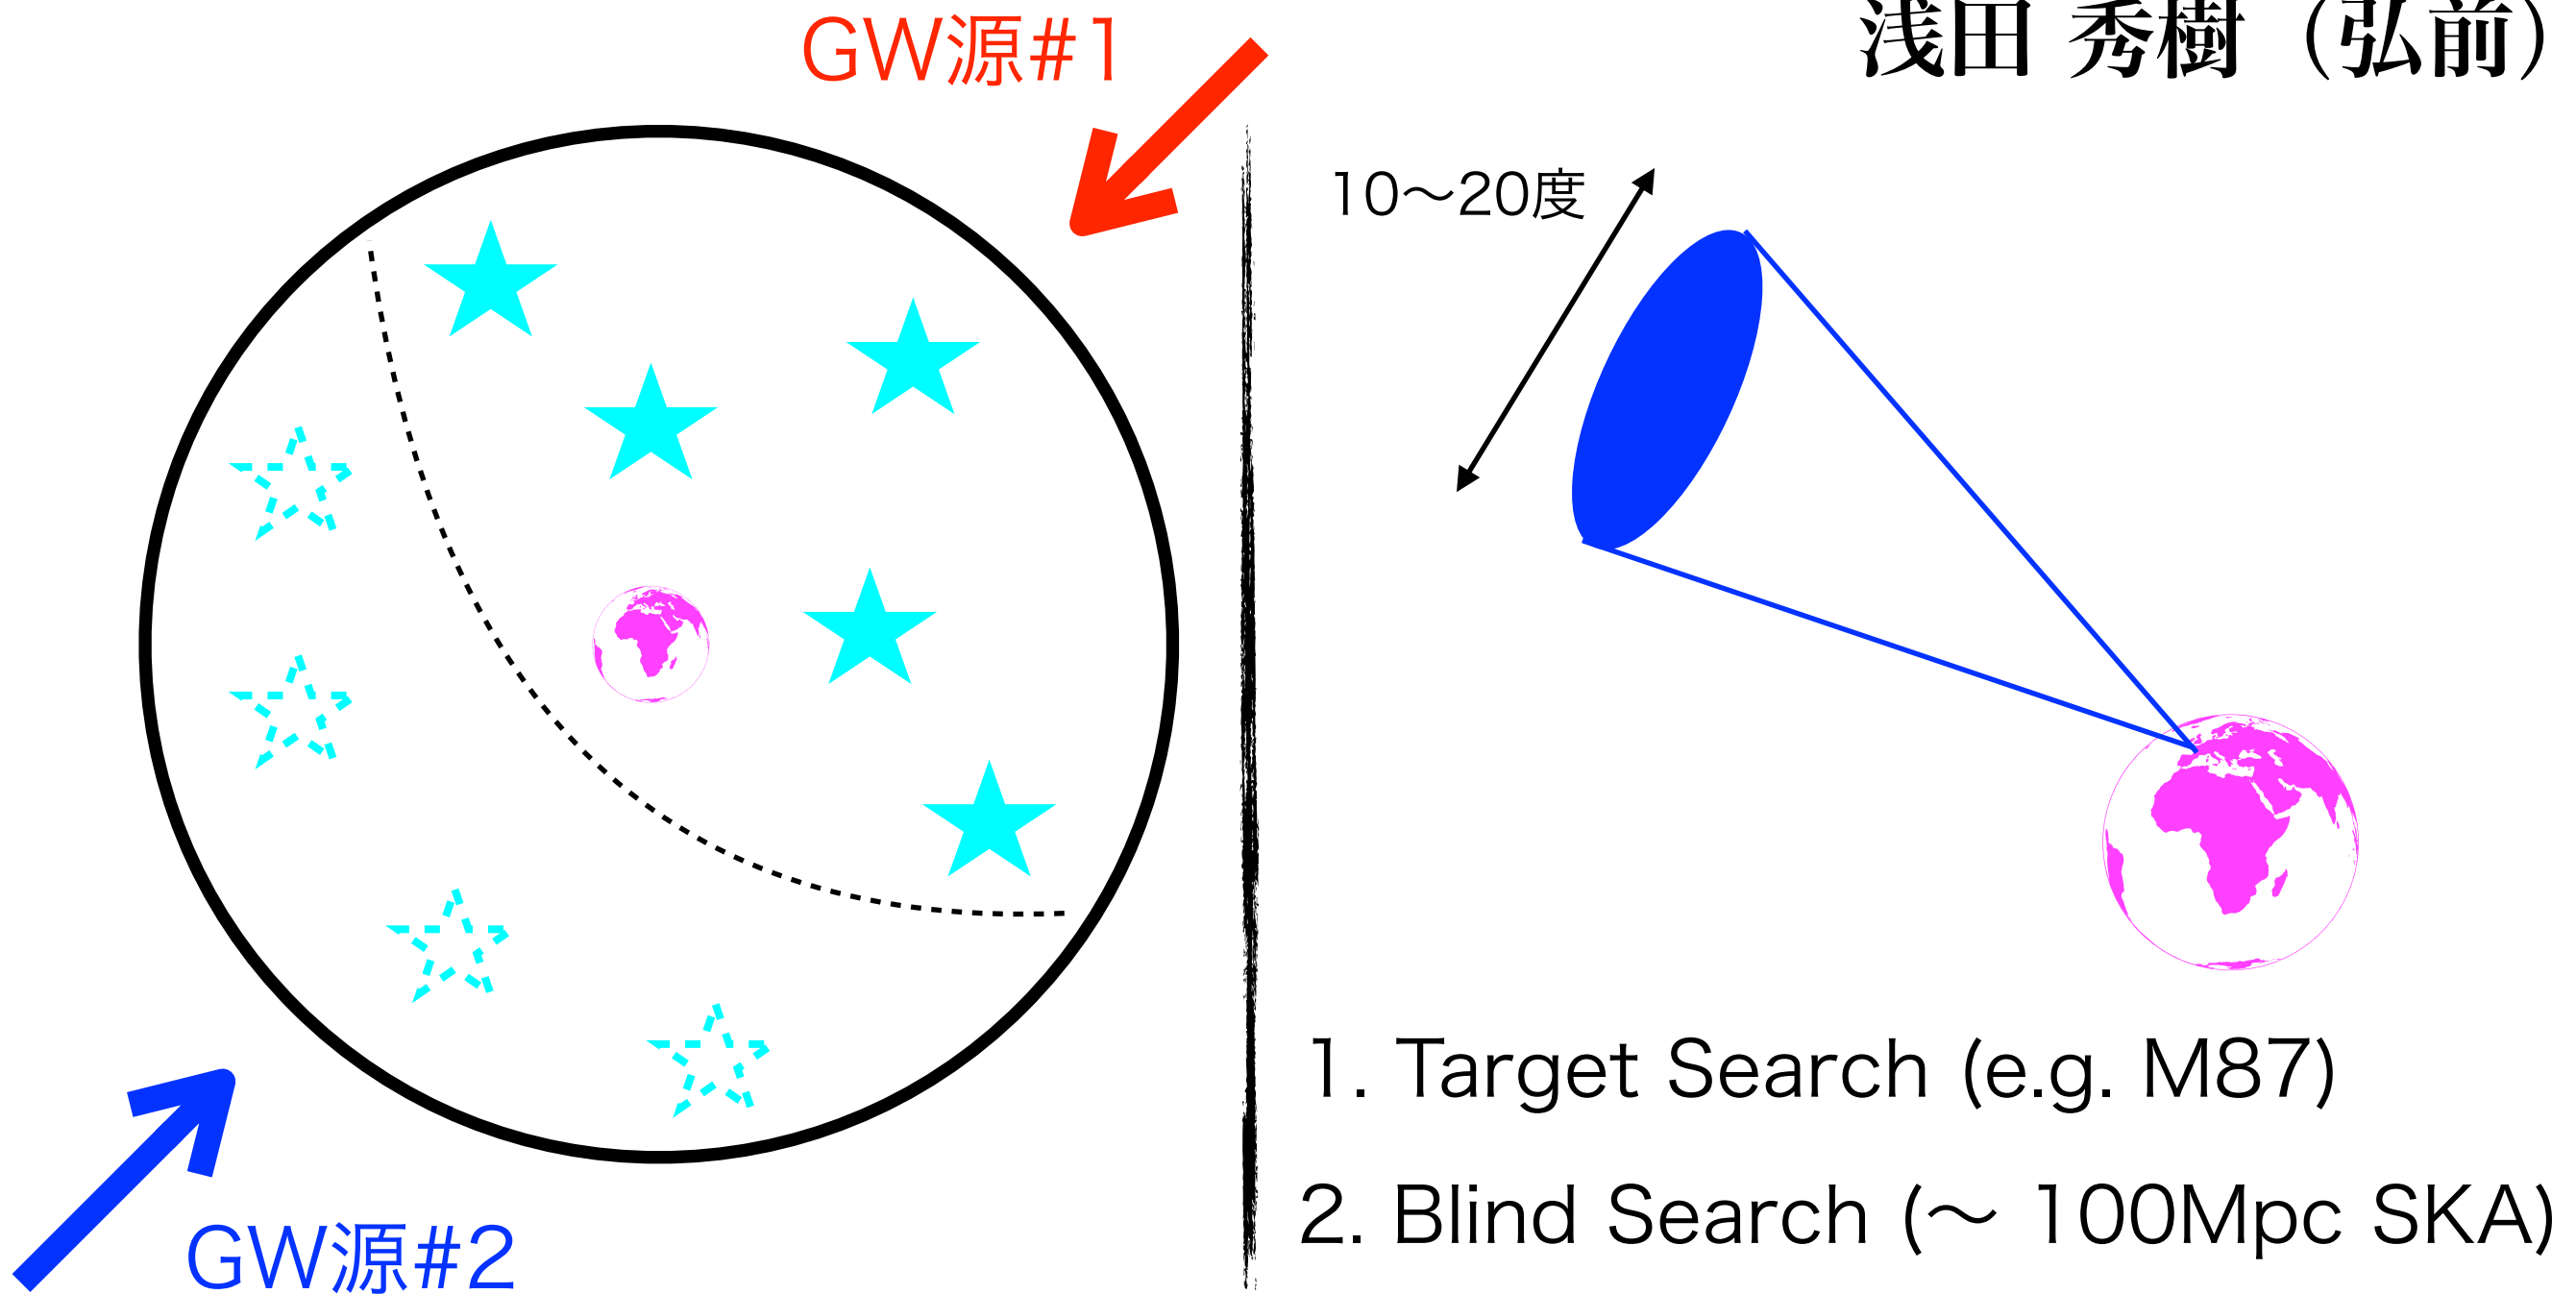 浅田 秀樹（弘前）
GW源#1
10〜20度
GW源#2
1. Target Search (e.g. M87)
2. Blind Search (〜 100Mpc SKA)